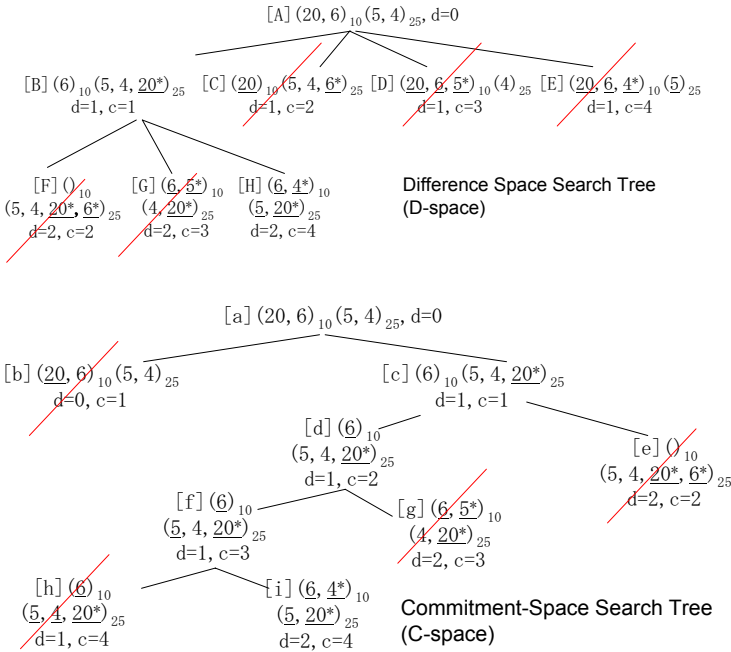 [A](20,6)10(5,4)25,d=0
[B](6)10(5,4,20*)25
d=1,c=1
[C](20)10(5,4,6*)25
d=1,c=2
[D](20,6,5*)10(4)25
d=1,c=3
[E](20,6,4*)10(5)25
d=1,c=4
[F]()10
(5,4,20*,6*)25
d=2,c=2
[G](6,5*)10
(4,20*)25
d=2,c=3
[H](6,4*)10
(5,20*)25
d=2,c=4
Difference Space Search Tree
(D-space)
[a](20,6)10(5,4)25,d=0
[b](20,6)10(5,4)25
d=0,c=1
[c](6)10(5,4,20*)25
d=1,c=1
[d](6)10
(5,4,20*)25
d=1,c=2
[e]()10
(5,4,20*,6*)25
d=2,c=2
[f](6)10
(5,4,20*)25
d=1,c=3
[g](6,5*)10
(4,20*)25
d=2,c=3
[h](6)10
(5,4,20*)25
d=1,c=4
[i](6,4*)10
(5,20*)25
d=2,c=4
Commitment-Space Search Tree
(C-space)